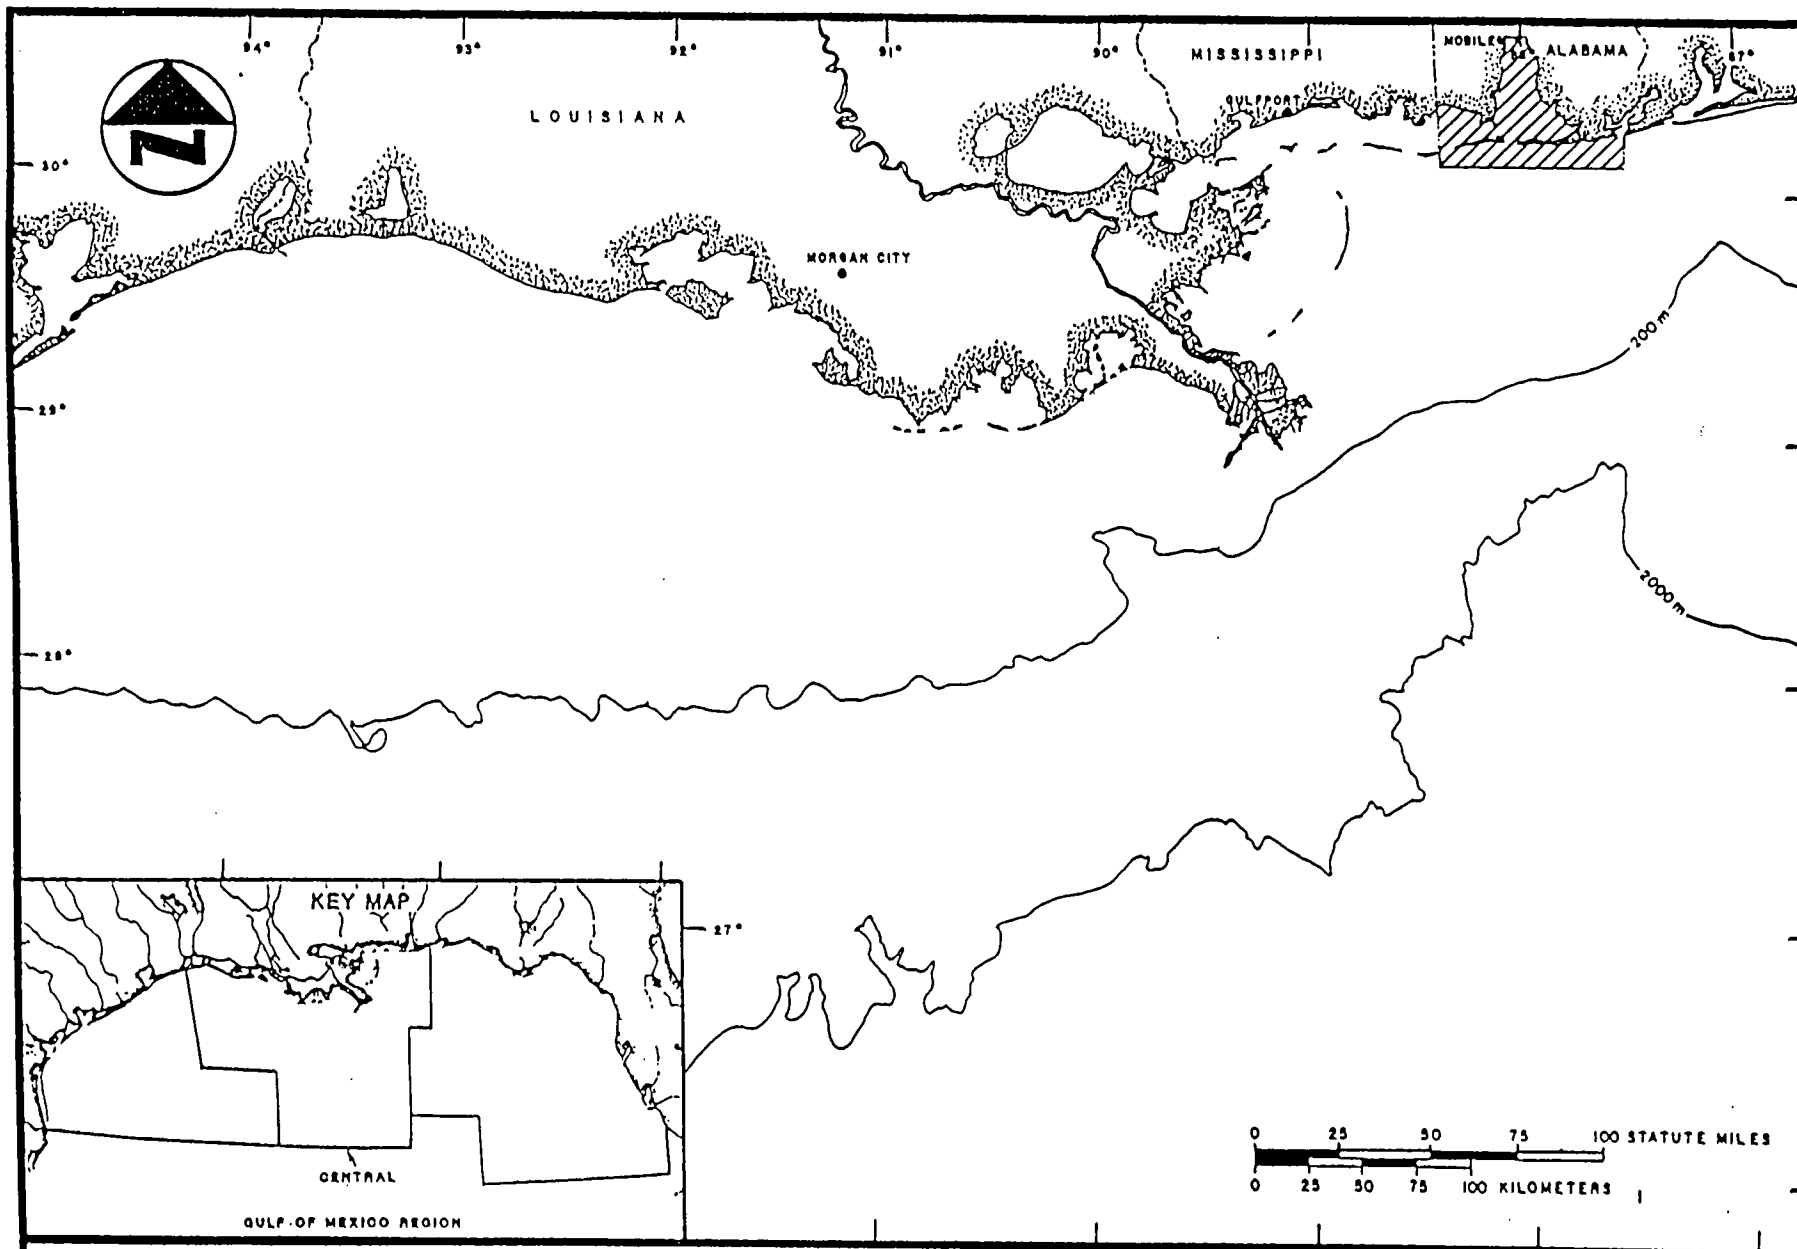 94° 93° 92° 91° 90° 87°
MOBILE ALABAMA
MISSISSIPPI
LOUISIANA
GULFPORT
N
30°
MORGAN CITY
200 m
29°
2000 m
28°
KEY MAP
27°
0 25 50 75 100 STATUTE MILES
0 25 50 75 100 KILOMETERS
CENTRAL
GULF OF MEXICO REGION